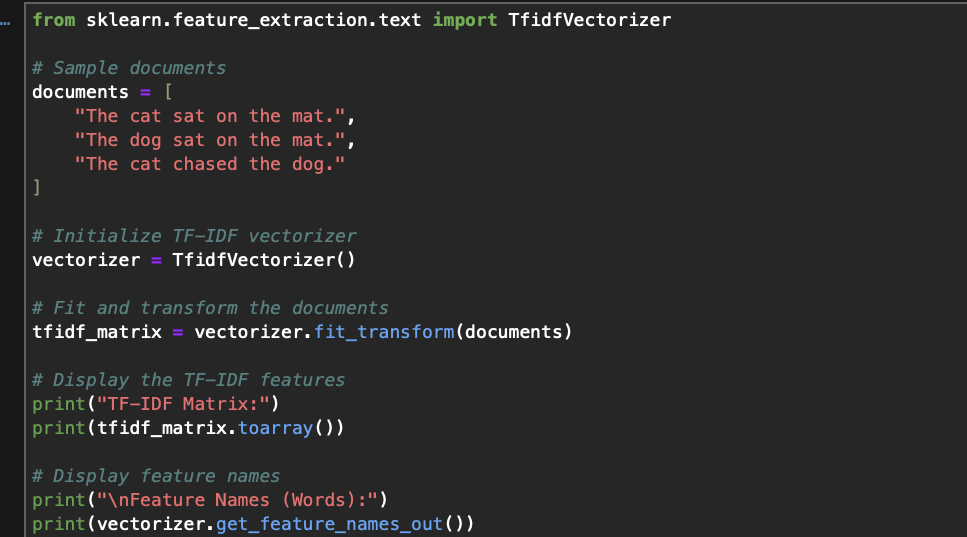 from sklearn.feature_extraction.text import TfidfVectorizer
# Sample documents
documents = [
    "The cat sat on the mat.",
    "The dog sat on the mat.",
    "The cat chased the dog."
]
# Initialize TF-IDF vectorizer
vectorizer = TfidfVectorizer()
# Fit and transform the documents
tfidf_matrix = vectorizer.fit_transform(documents)
# Display the TF-IDF features
print("TF-IDF Matrix:")
print(tfidf_matrix.toarray())
# Display feature names
print("\nFeature Names (Words):")
print(vectorizer.get_feature_names_out())